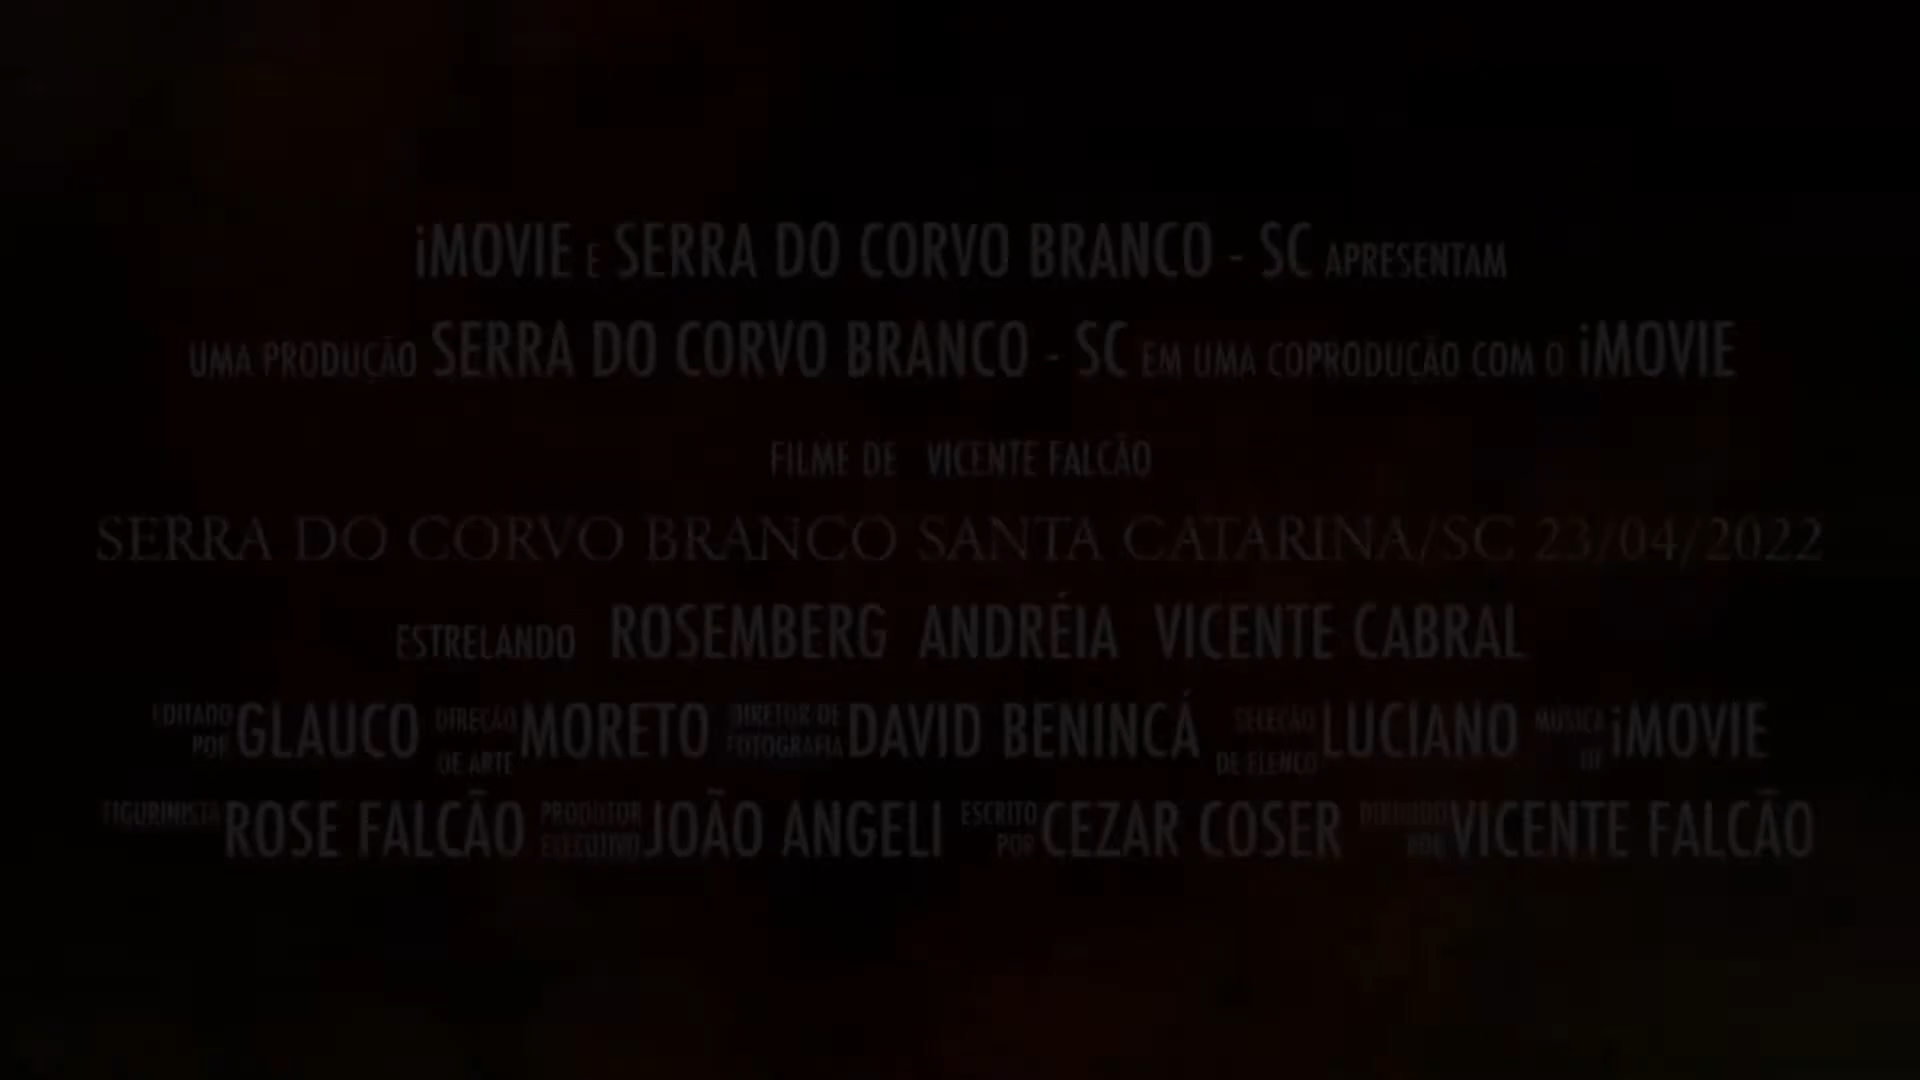 iMOVIE E SERRA DO CORVO BRANCO - SC APRESENTAM
UMA PRODUÇÃO SERRA DO CORVO BRANCO - SC EM UMA COPRODUÇÃO COM O iMOVIE
FILME DE VICENTE FALCÃO
SERRA DO CORVO BRANCO SANTA CATARINA/SC 23/04/2022
ESTRELANDO ROSEMBERG ANDRÉIA VICENTE CABRAL
EDITADO POR GLAUCO DIREÇÃO DE ARTE MORETO DIRETOR DE FOTOGRAFIA DAVID BENINCÁ SELEÇÃO DE ELENCO LUCIANO MÚSICA DE iMOVIE
FIGURINISTA ROSE FALCÃO PRODUTOR EXECUTIVO JOÃO ANGELI ESCRITO POR CEZAR COSER DIRIGIDO POR VICENTE FALCÃO